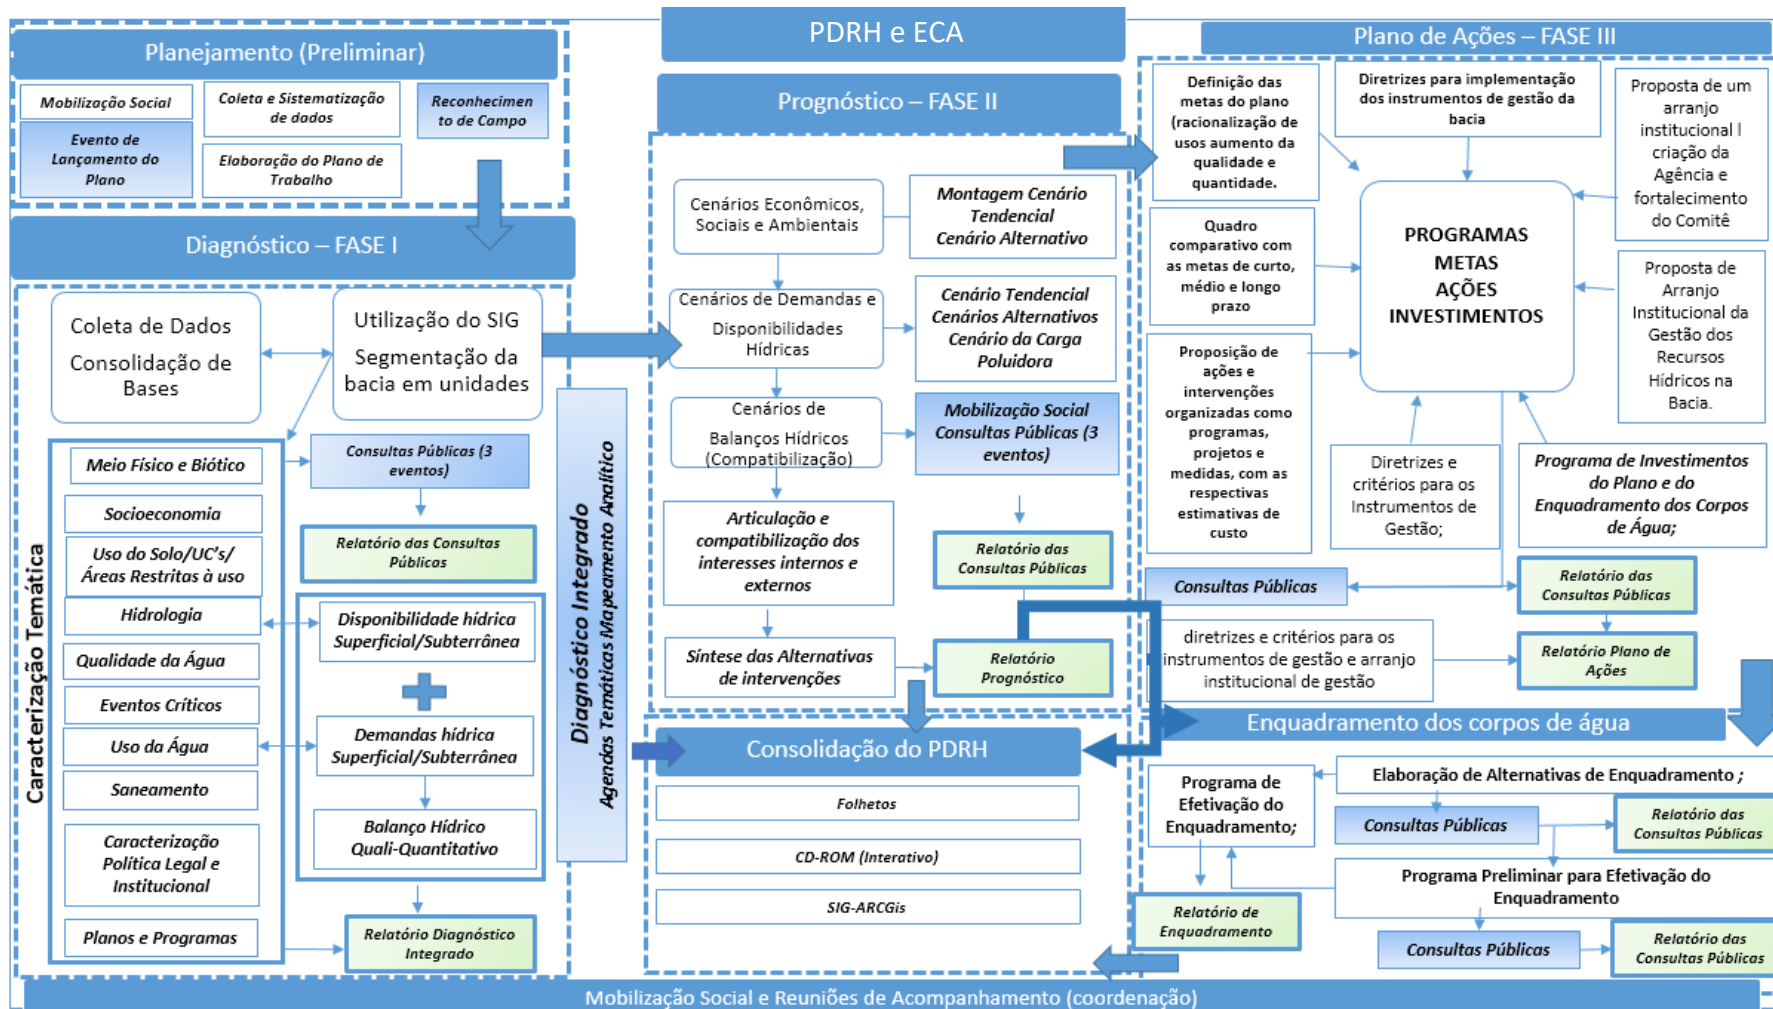 PDRH e ECA
Planejamento (Preliminar)
Mobilização Social
Evento de
Lançamento do
Plano
Coleta e Sistematização
de dados
Elaboração do Plano de
Trabalho
Reconhecimen
to de Campo
Diagnóstico – FASE I
Coleta de Dados
Consolidação de
Bases
Utilização do SIG
Segmentação da
bacia em unidades
Caracterização Temática
Meio Físico e Biótico
Socioeconomia
Uso do Solo/UC's/
Áreas Restritas à uso
Hidrologia
Qualidade da Água
Eventos Críticos
Uso da Água
Saneamento
Caracterização
Política Legal e
Institucional
Planos e Programas
Consultas Públicas (3
eventos)
Relatório das Consultas
Públicas
Disponibilidade hídrica
Superficial/Subterrânea
Demandas hídrica
Superficial/Subterrânea
Balanço Hídrico
Quali-Quantitativo
Relatório Diagnóstico
Integrado
Diagnóstico Integrado
Agendas Temáticas Mapeamento Analítico
Prognóstico – FASE II
Cenários Econômicos,
Sociais e Ambientais
Montagem Cenário
Tendencial
Cenário Alternativo
Cenários de Demandas e
Disponibilidades
Hídricas
Cenário Tendencial
Cenários Alternativos
Cenário da Carga
Poluidora
Cenários de
Balanços Hídricos
(Compatibilização)
Mobilização Social
Consultas Públicas (3
eventos)
Articulação e
compatibilização dos
interesses internos e
externos
Relatório das
Consultas Públicas
Síntese das Alternativas
de intervenções
Relatório
Prognóstico
Consolidação do PDRH
Folhetos
CD-ROM (Interativo)
SIG-ARCGis
Plano de Ações – FASE III
Definição das
metas do plano
(racionalização de
usos aumento da
qualidade e
quantidade.
Diretrizes para implementação
dos instrumentos de gestão da
bacia
Proposta de um
arranjo
institucional l
criação da
Agência e
fortalecimento
do Comitê
Quadro
comparativo com
as metas de curto,
médio e longo
prazo
PROGRAMAS
METAS
AÇÕES
INVESTIMENTOS
Proposta de
Arranjo
Institucional da
Gestão dos
Recursos
Hídricos na
Bacia.
Proposição de
ações e
intervenções
organizadas como
programas,
projetos e
medidas, com as
respectivas
estimativas de
custo
Diretrizes e
critérios para os
Instrumentos de
Gestão;
Programa de Investimentos
do Plano e do
Enquadramento dos Corpos
de Água;
Consultas Públicas
Relatório das
Consultas Públicas
diretrizes e critérios para os
instrumentos de gestão e arranjo
institucional de gestão
Relatório Plano de
Ações
Enquadramento dos corpos de água
Programa de
Efetivação do
Enquadramento;
Elaboração de Alternativas de Enquadramento ;
Consultas Públicas
Relatório das
Consultas Públicas
Programa Preliminar para Efetivação do
Enquadramento
Relatório de
Enquadramento
Consultas Públicas
Relatório das
Consultas Públicas
Mobilização Social e Reuniões de Acompanhamento (coordenação)